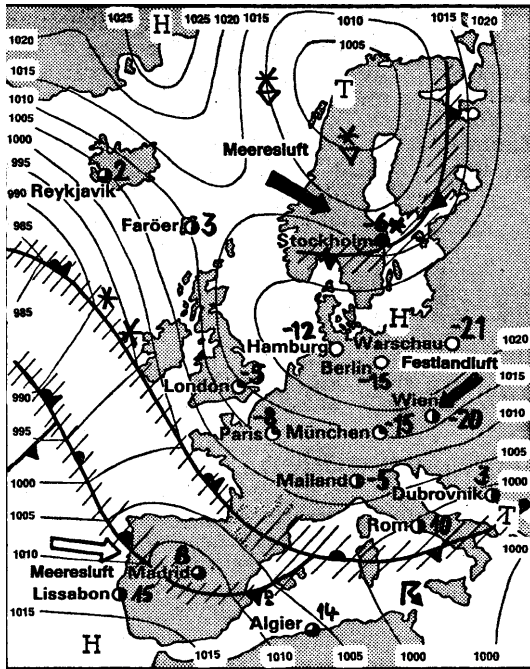 1025
H
1025
1020
1015
1010
1015
1020
1020
1005
1015
T
1010
1005
1000
Meeresluft
995
2
Reykjavik
990
Faröer 3
-6
985
Stockholm
985
H
-12
-21
Hamburg
Warschau
1020
Berlin
Festlandluft
-15
1015
London -5
Wien
990
-20
1010
Paris
München -15
1005
995
Mailand -5
1000
1000
Dubrovnik
Rom 10
T
1005
1000
1010
8
Meeresluft
Madrid
Lissabon 15
14
Algier
1015
H
1015
1010
1005
1000
1000